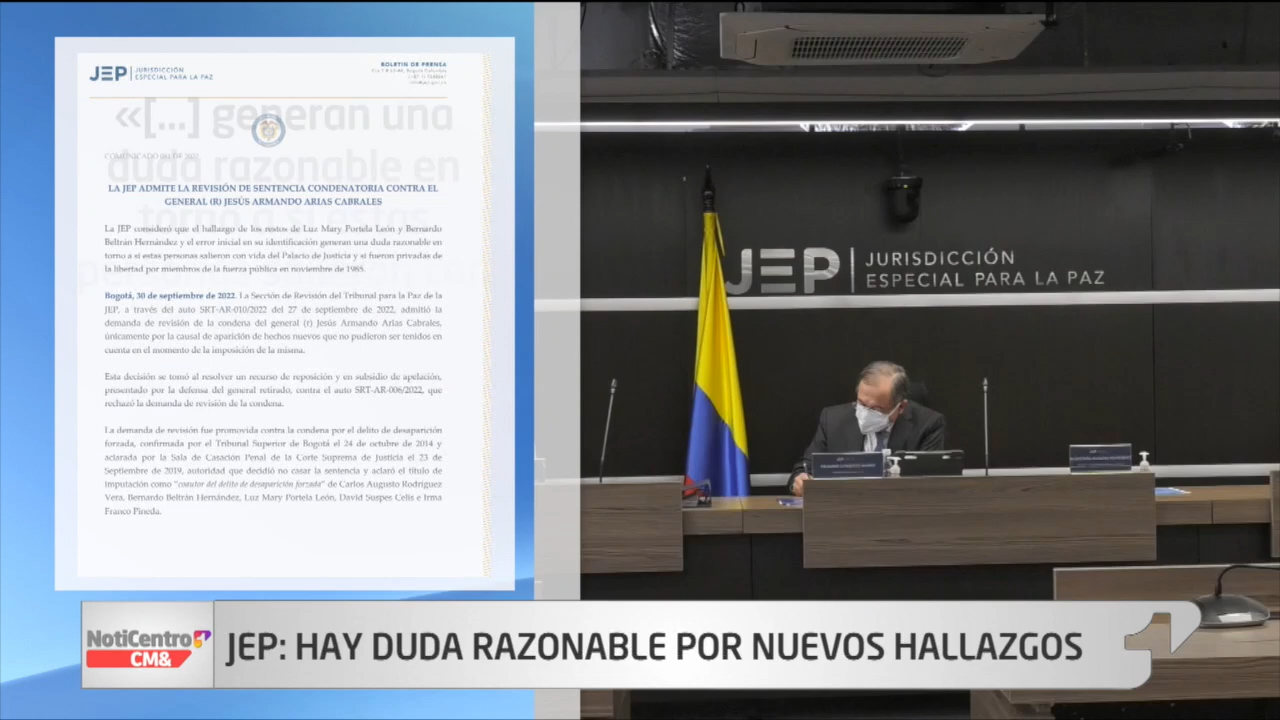 JEP JURISDICCIÓN
ESPECIAL PARA LA PAZ
BOLETIN DE PRENSA
«[...] generan una
duda razonable en
COMUNICADO
LA JEP ADMITE LA REVISIÓN DE SENTENCIA CONDENATORIA CONTRA EL
GENERAL (R) JESÚS ARMANDO ARIAS CABRALES
La JEP consideró que el hallazgo de los restos de Luz Mary Portela León y Bernardo
Beltrán Hernández y el error inicial en su identificación generan una duda razonable en
torno a si estas personas salieron con vida del Palacio de Justicia y si fueron privadas de
la libertad por miembros de la fuerza pública en noviembre de 1985.
Bogotá, 30 de septiembre de 2022. La Sección de Revisión del Tribunal para la Paz de la
JEP, a través del auto SRT-AR-010/2022 del 27 de septiembre de 2022, admitió la
demanda de revisión de la condena del general (r) Jesús Armando Arias Cabrales,
únicamente por la causal de aparición de hechos nuevos que no pudieron ser tenidos en
cuenta en el momento de la imposición de la misma.
Esta decisión se tomó al resolver un recurso de reposición y en subsidio de apelación,
presentado por la defensa del general retirado, contra el auto SRT-AR-006/2022, que
rechazó la demanda de revisión de la condena.
La demanda de revisión fue promovida contra la condena por el delito de desaparición
forzada, confirmada por el Tribunal Superior de Bogotá el 24 de octubre de 2014 y
aclarada por la Sala de Casación Penal de la Corte Suprema de Justicia el 23 de
Septiembre de 2019, autoridad que decidió no casar la sentencia y aclaró el título de
imputación como "coautor del delito de desaparición forzada" de Carlos Augusto Rodríguez
Vera, Bernardo Beltrán Hernández, Luz Mary Portela León, David Suspes Celis e Irma
Franco Pineda.
JEP JURISDICCIÓN
ESPECIAL PARA LA PAZ
NotiCentro 1
CM&
JEP: HAY DUDA RAZONABLE POR NUEVOS HALLAZGOS
1